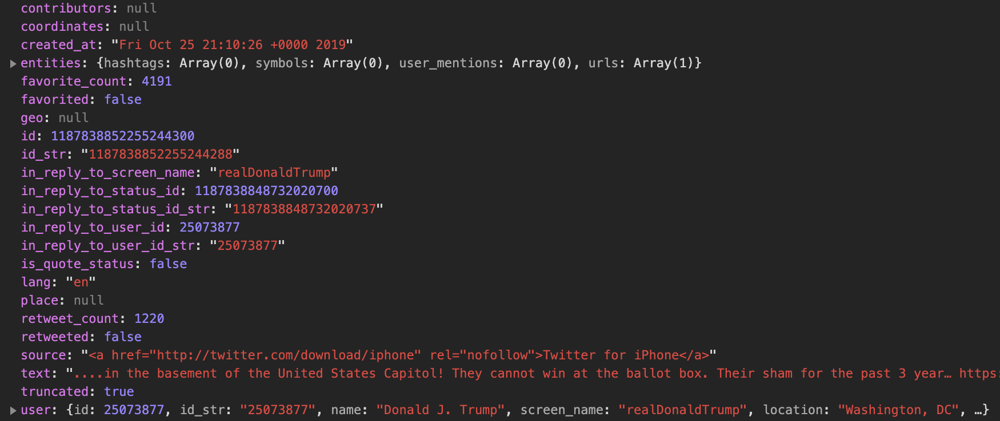 contributors: null
coordinates: null
created_at: "Fri Oct 25 21:10:26 +0000 2019"
▶ entities: {hashtags: Array(0), symbols: Array(0), user_mentions: Array(0), urls: Array(1)}
favorite_count: 4191
favorited: false
geo: null
id: 1187838852255244300
id_str: "1187838852255244288"
in_reply_to_screen_name: "realDonaldTrump"
in_reply_to_status_id: 1187838848732020700
in_reply_to_status_id_str: "1187838848732020737"
in_reply_to_user_id: 25073877
in_reply_to_user_id_str: "25073877"
is_quote_status: false
lang: "en"
place: null
retweet_count: 1220
retweeted: false
source: "<a href="http://twitter.com/download/iphone" rel="nofollow">Twitter for iPhone</a>"
text: "....in the basement of the United States Capitol! They cannot win at the ballot box. Their sham for the past 3 year… https:
truncated: true
▶ user: {id: 25073877, id_str: "25073877", name: "Donald J. Trump", screen_name: "realDonaldTrump", location: "Washington, DC", …}